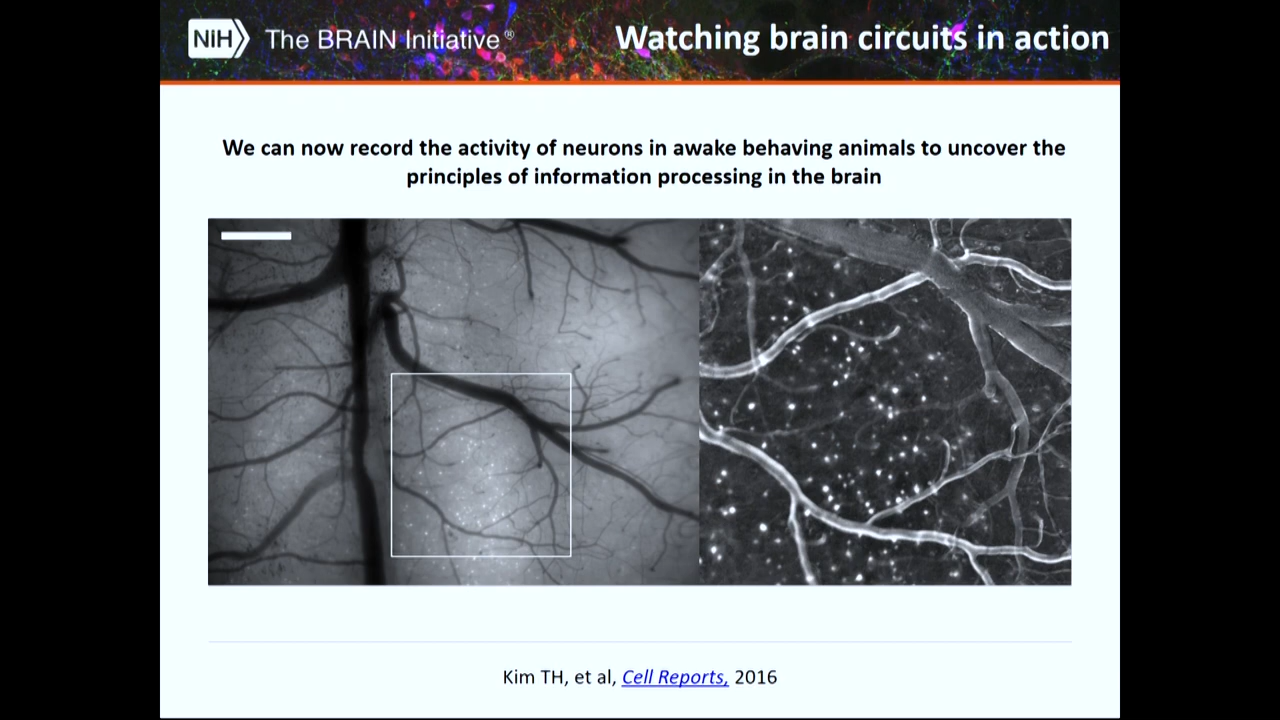 NIH The BRAIN Initiative® Watching brain circuits in action
We can now record the activity of neurons in awake behaving animals to uncover the
principles of information processing in the brain
Kim TH, et al, Cell Reports, 2016